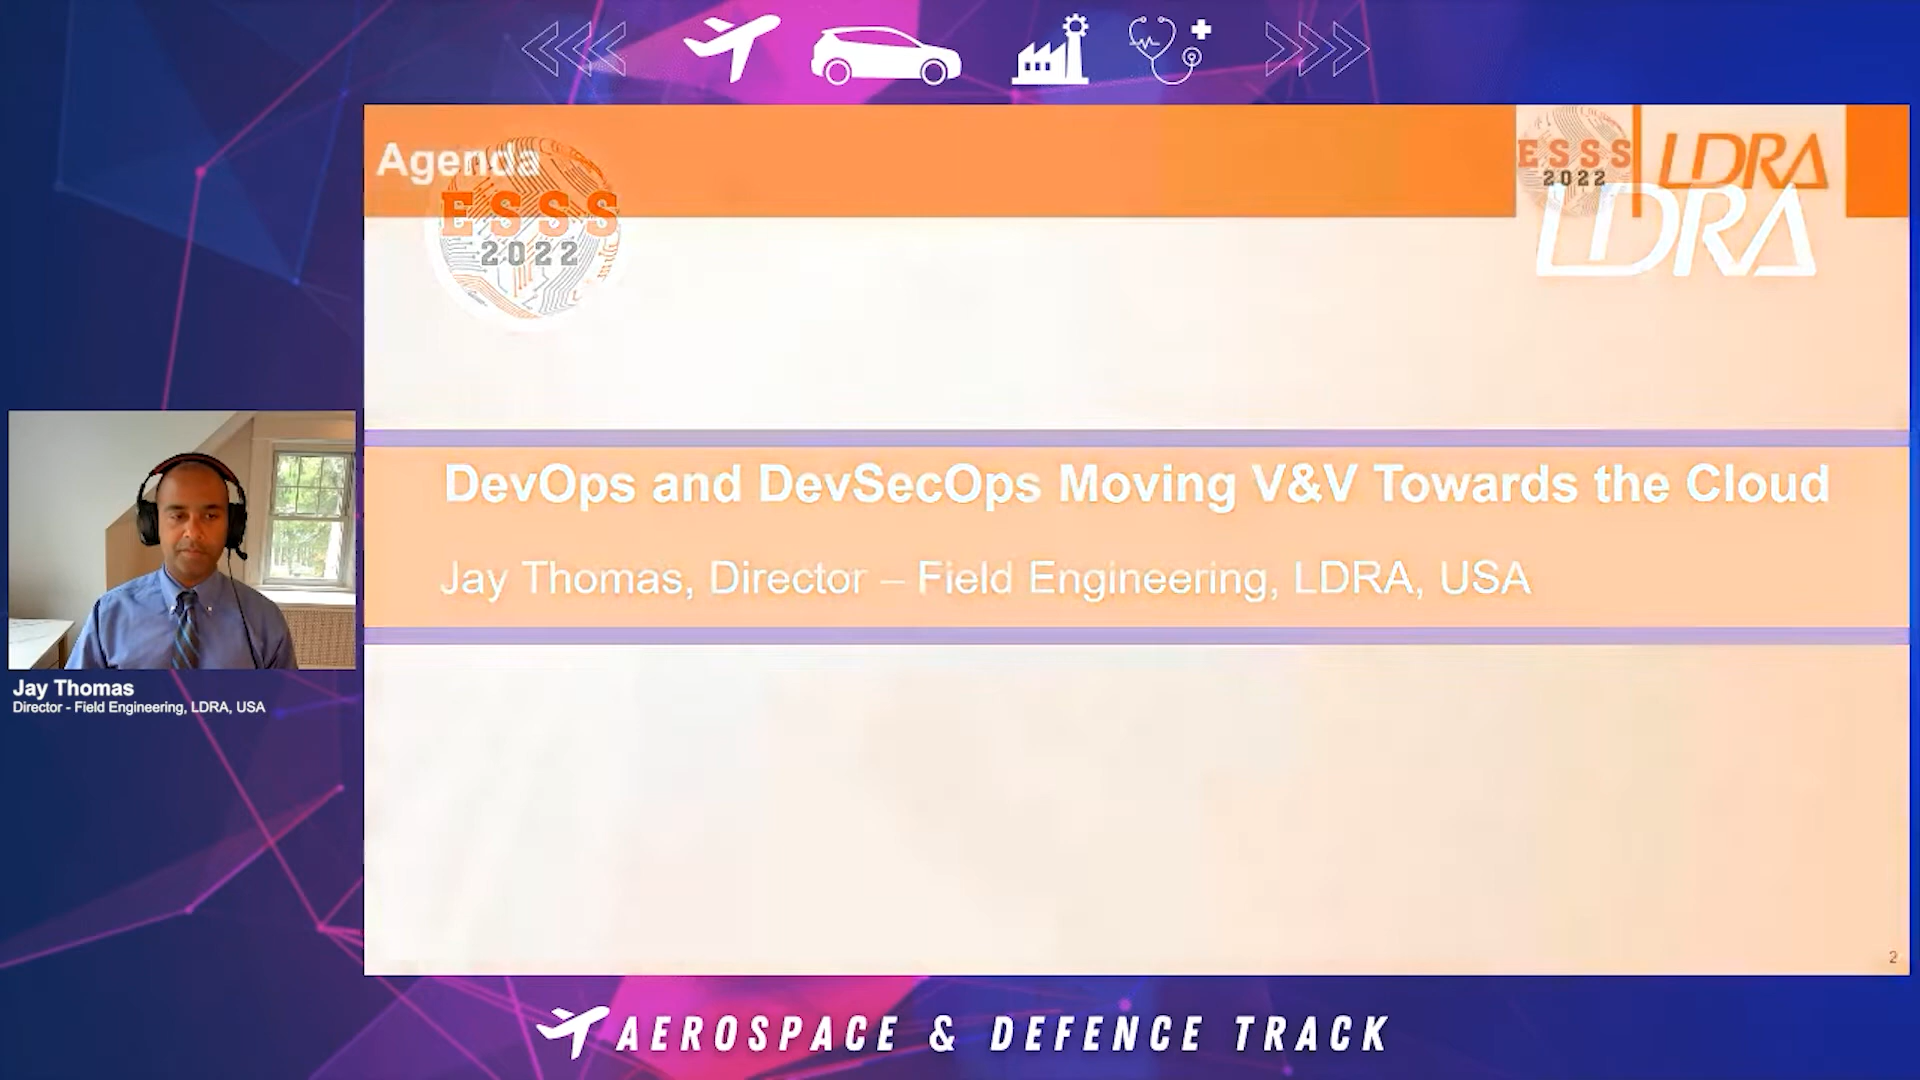 Agenda
ESSS
2022
ESSS
2022
LDRA
LDRA
DevOps and DevSecOps Moving V&V Towards the Cloud
Jay Thomas, Director – Field Engineering, LDRA, USA
Jay Thomas
Director - Field Engineering, LDRA, USA
2
AEROSPACE & DEFENCE TRACK